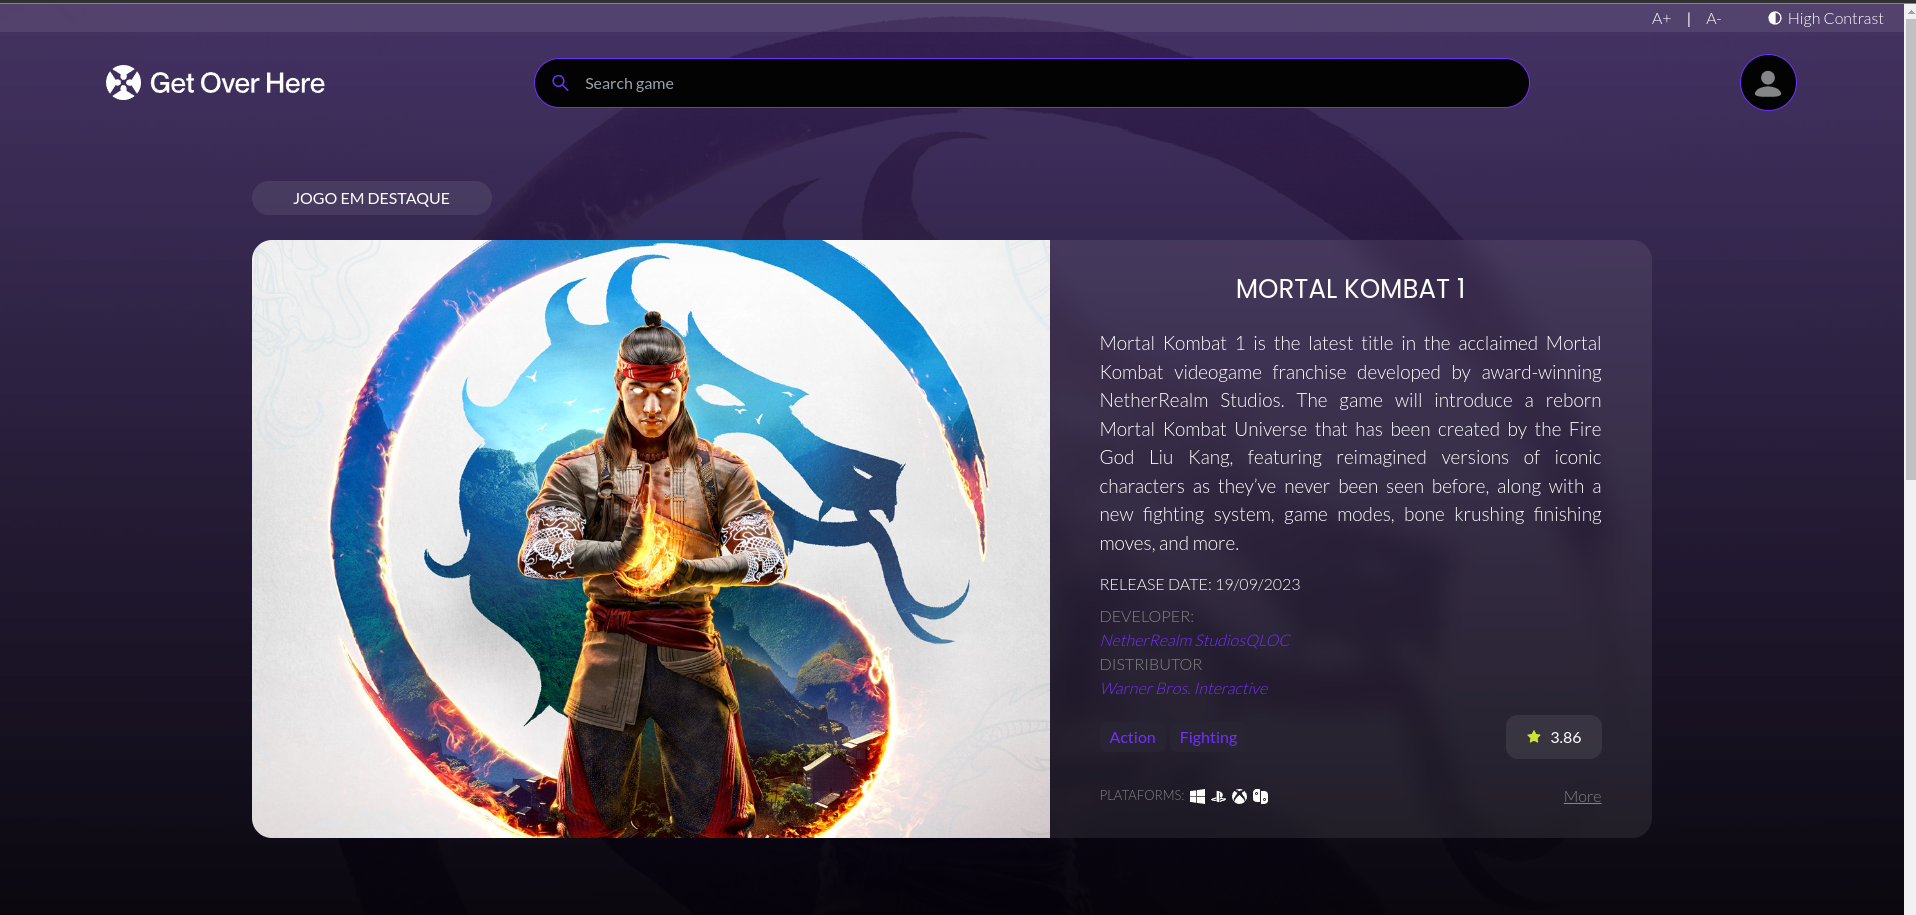 A+ | A- High Contrast
Get Over Here
Search game
JOGO EM DESTAQUE
MORTAL KOMBAT 1
Mortal Kombat 1 is the latest title in the acclaimed Mortal
Kombat videogame franchise developed by award-winning
NetherRealm Studios. The game will introduce a reborn
Mortal Kombat Universe that has been created by the Fire
God Liu Kang, featuring reimagined versions of iconic
characters as they've never been seen before, along with a
new fighting system, game modes, bone krushing finishing
moves, and more.
RELEASE DATE: 19/09/2023
DEVELOPER:
NetherRealm StudiosQLOC
DISTRIBUTOR
Warner Bros. Interactive
Action Fighting
3.86
PLATAFORMS:
More